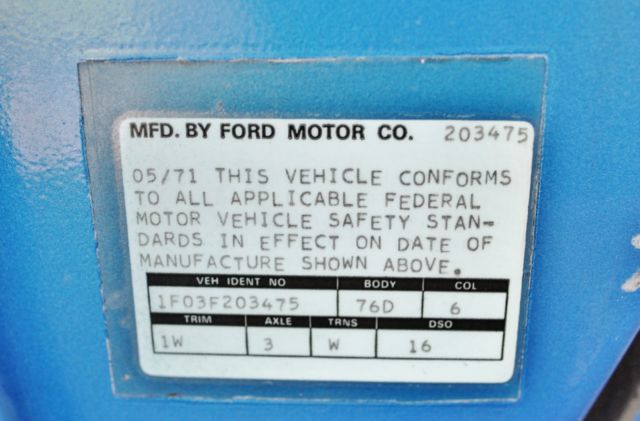 MFD. BY FORD MOTOR CO. 203475
05/71 THIS VEHICLE CONFORMS
TO ALL APPLICABLE FEDERAL
MOTOR VEHICLE SAFETY STAN-
DARDS IN EFFECT ON DATE OF
MANUFACTURE SHOWN ABOVE.
VEH IDENT NO BODY COL
1F03F203475 76D 6
TRIM AXLE TRNS DSO
1W 3 W 16